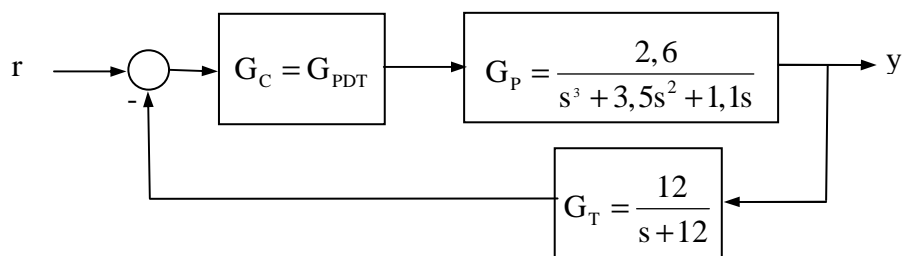 r
-
G_C = G_PDT
G_P = 2,6 / (s³ + 3,5s² + 1,1s)
y
G_T = 12 / (s + 12)